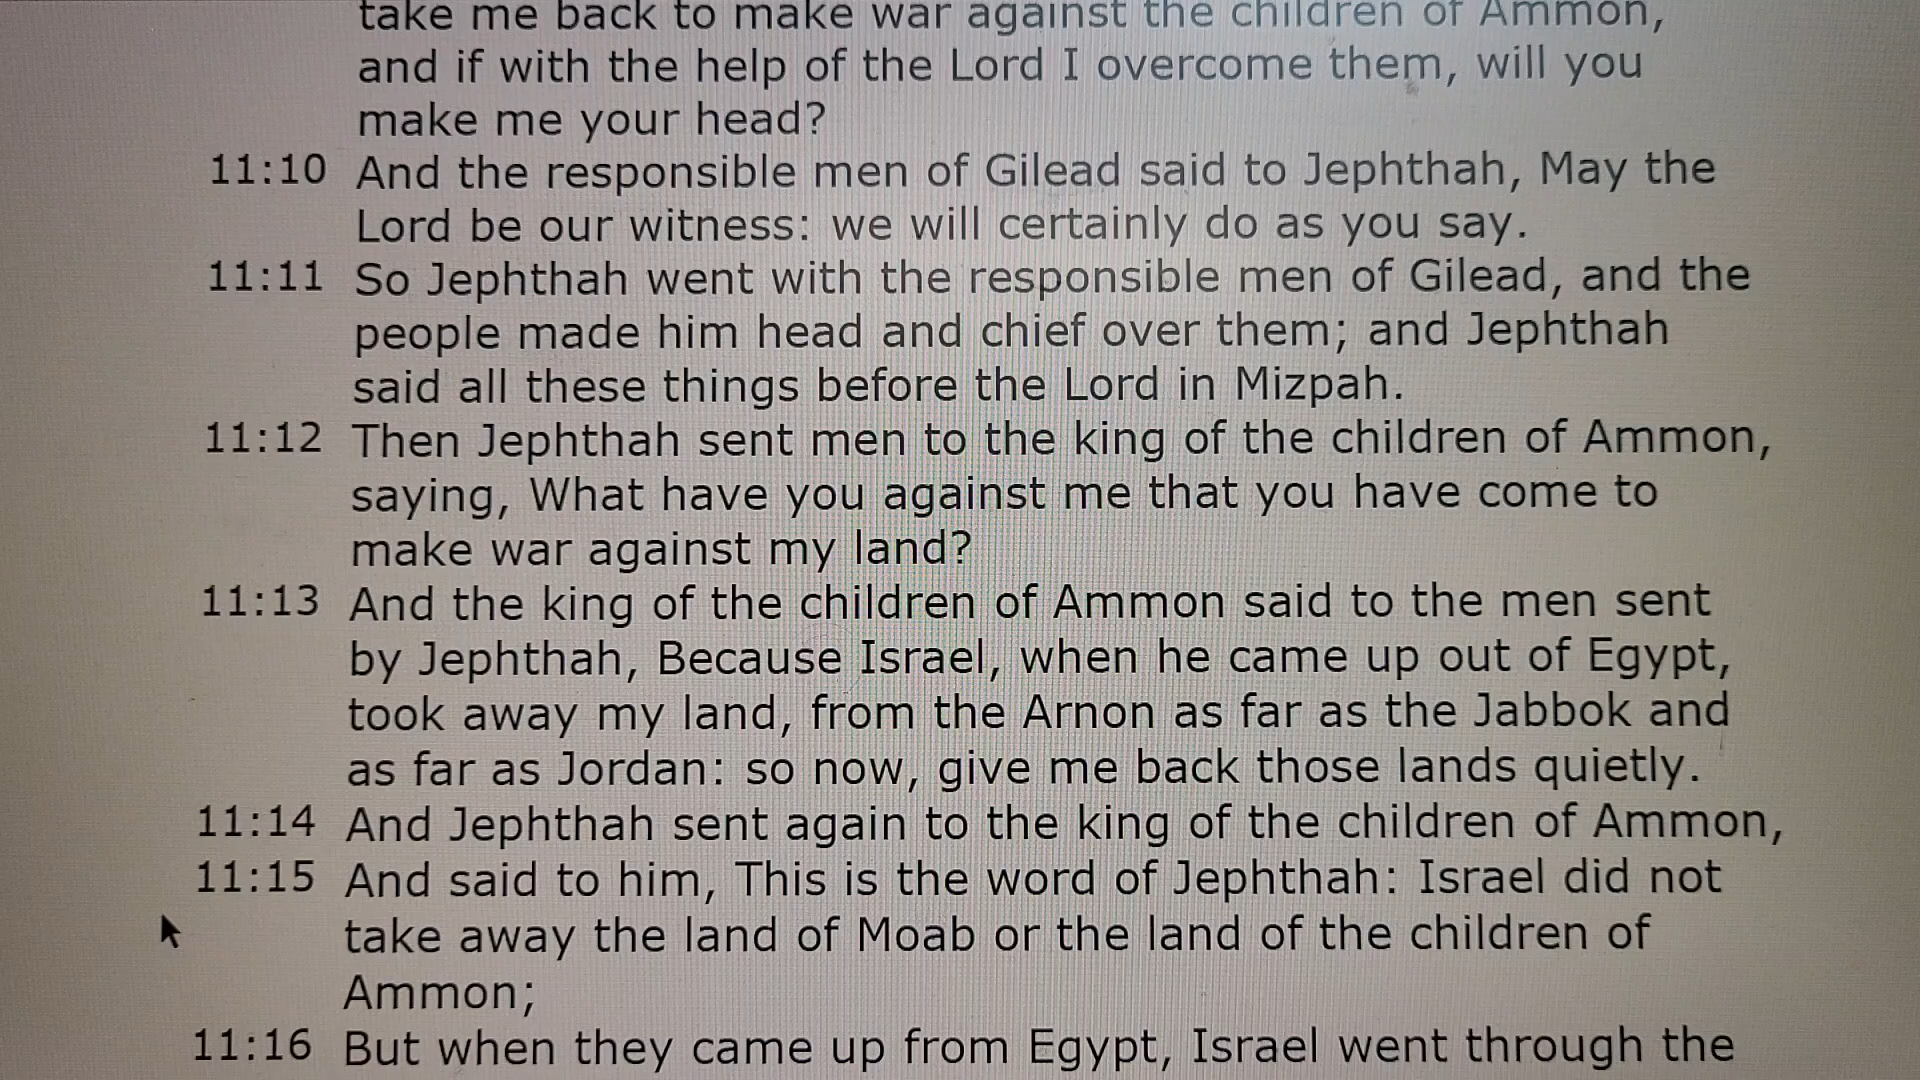 take me back to make war against the children of Ammon,
and if with the help of the Lord I overcome them, will you
make me your head?
11:10 And the responsible men of Gilead said to Jephthah, May the
Lord be our witness: we will certainly do as you say.
11:11 So Jephthah went with the responsible men of Gilead, and the
people made him head and chief over them; and Jephthah
said all these things before the Lord in Mizpah.
11:12 Then Jephthah sent men to the king of the children of Ammon,
saying, What have you against me that you have come to
make war against my land?
11:13 And the king of the children of Ammon said to the men sent
by Jephthah, Because Israel, when he came up out of Egypt,
took away my land, from the Arnon as far as the Jabbok and
as far as Jordan: so now, give me back those lands quietly.
11:14 And Jephthah sent again to the king of the children of Ammon,
11:15 And said to him, This is the word of Jephthah: Israel did not
take away the land of Moab or the land of the children of
Ammon;
11:16 But when they came up from Egypt, Israel went through the